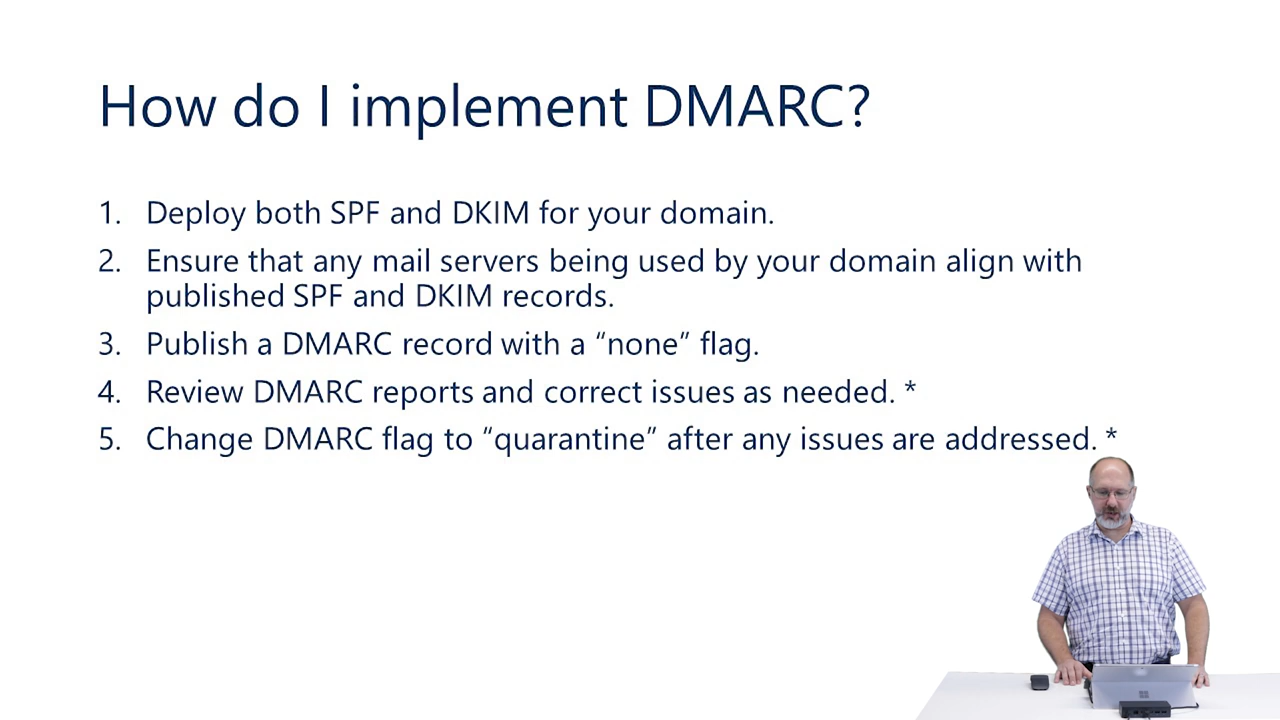 How do I implement DMARC?
1. Deploy both SPF and DKIM for your domain.
2. Ensure that any mail servers being used by your domain align with
published SPF and DKIM records.
3. Publish a DMARC record with a “none” flag.
4. Review DMARC reports and correct issues as needed. *
5. Change DMARC flag to “quarantine” after any issues are addressed. *